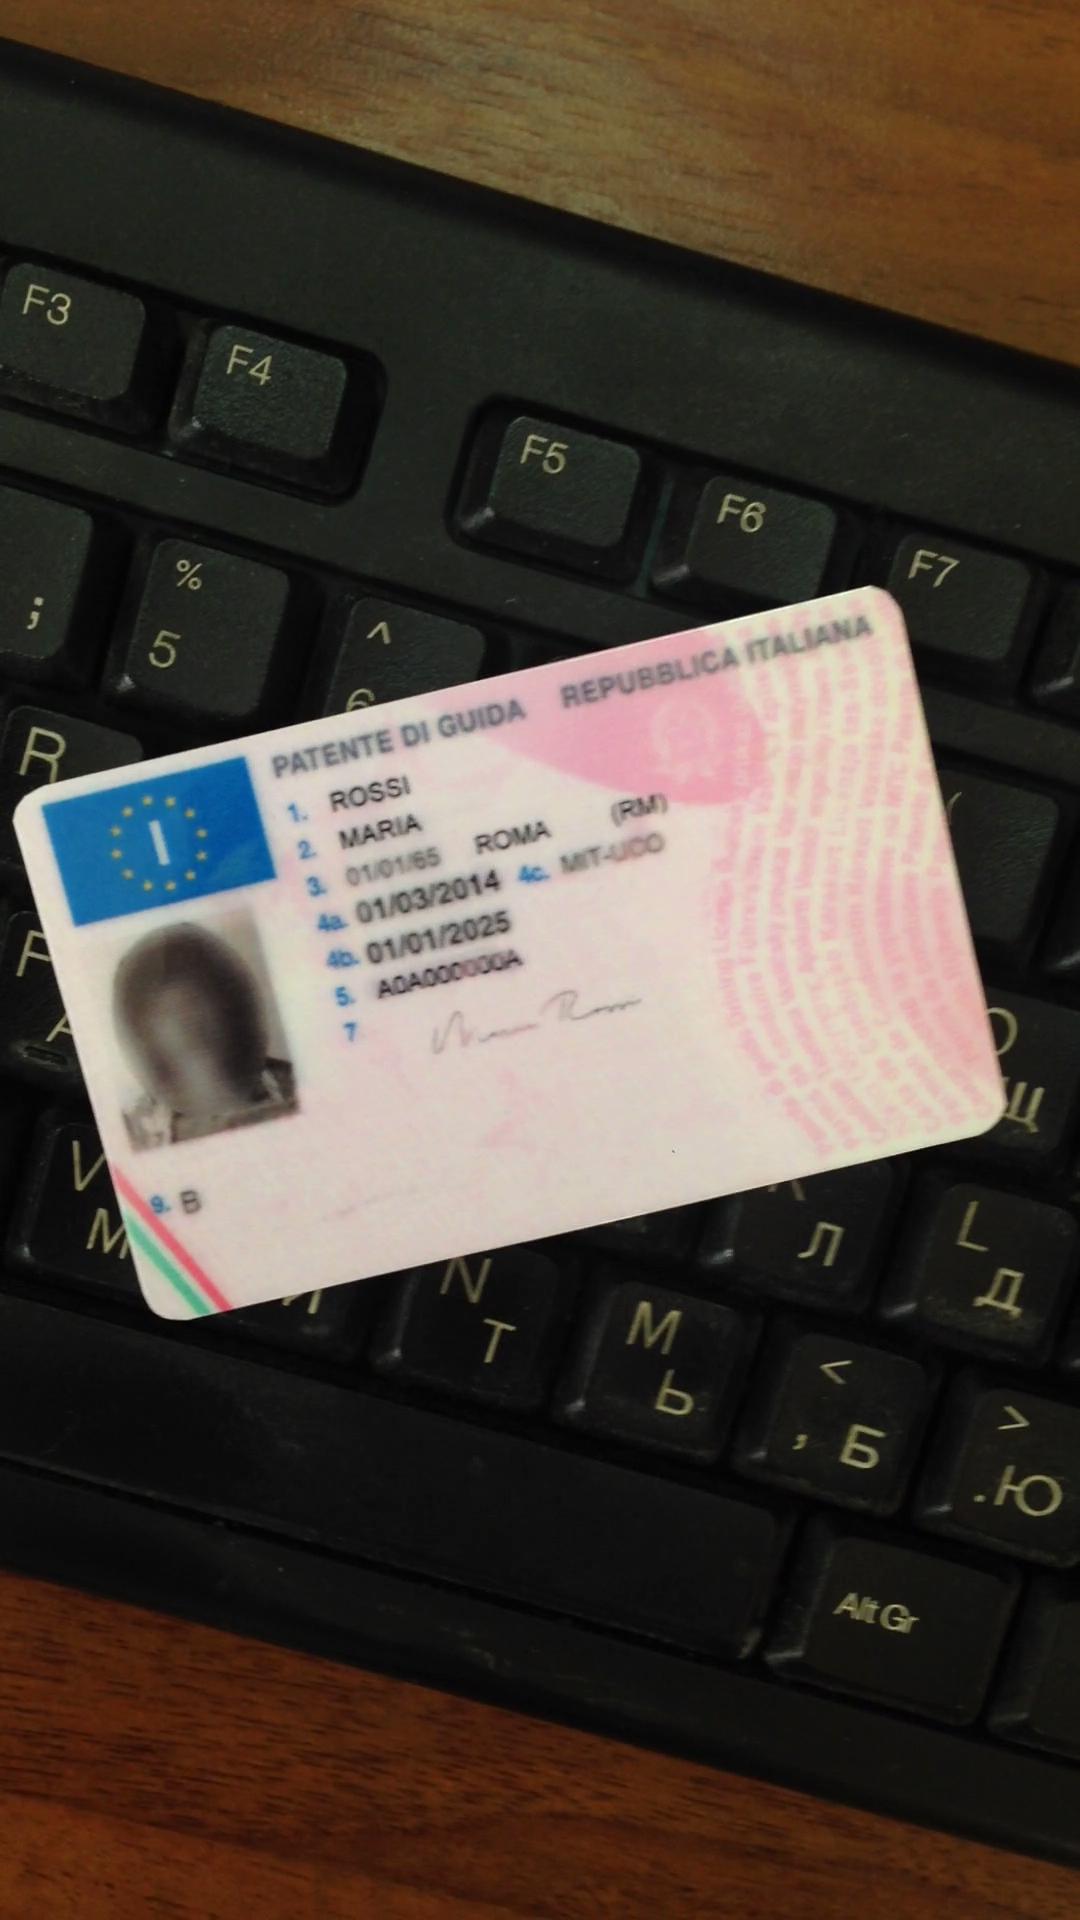 F3
F4
F5
F6
F7
;
%
5
^
6
R
PATENTE DI GUIDA REPUBBLICA ITALIANA
I
1. ROSSI
2. MARIA
3. 01/01/65 ROMA (RM)
4a. 01/03/2014 4c. MIT-UCO
4b. 01/01/2025
5. A0A000000A
7 Maria Rossi
9. B
(
F
А
O
Щ
V
М
Л
L
Д
N
Т
M
Ь
<
, Б
>
. Ю
Alt Gr